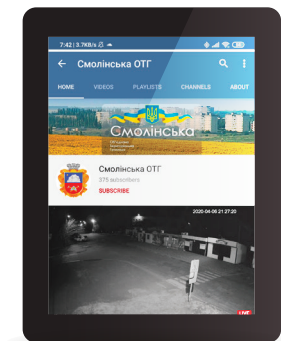 7:42 | 3.7KB/s
Смолінська ОТГ
HOME VIDEOS PLAYLISTS CHANNELS ABOUT
Смолінська
Смолінська ОТГ
375 subscribers
SUBSCRIBE
2020-04-06 21:27:20
LIVE